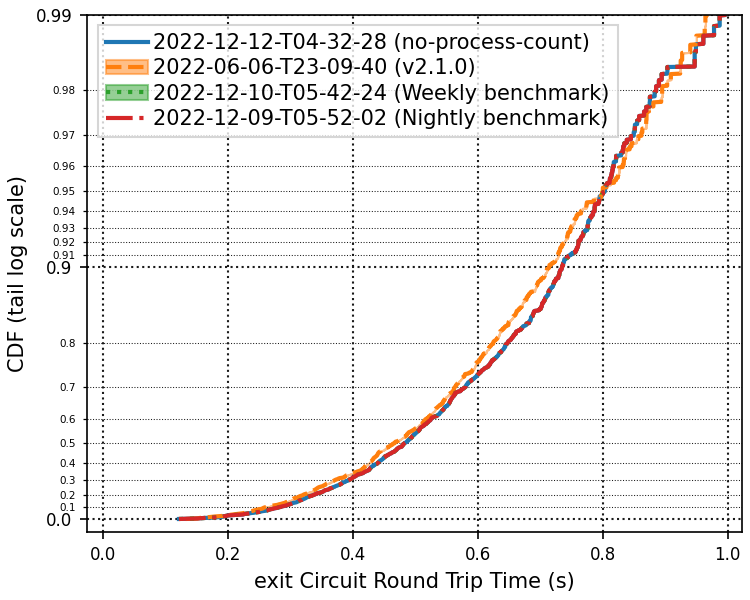 0.99
2022-12-12-T04-32-28 (no-process-count)
2022-06-06-T23-09-40 (v2.1.0)
2022-12-10-T05-42-24 (Weekly benchmark)
2022-12-09-T05-52-02 (Nightly benchmark)
0.98
0.97
0.96
0.95
0.94
0.93
0.92
0.91
0.9
0.8
0.7
0.6
0.5
0.4
0.3
0.2
0.1
0.0
CDF (tail log scale)
0.0 0.2 0.4 0.6 0.8 1.0
exit Circuit Round Trip Time (s)